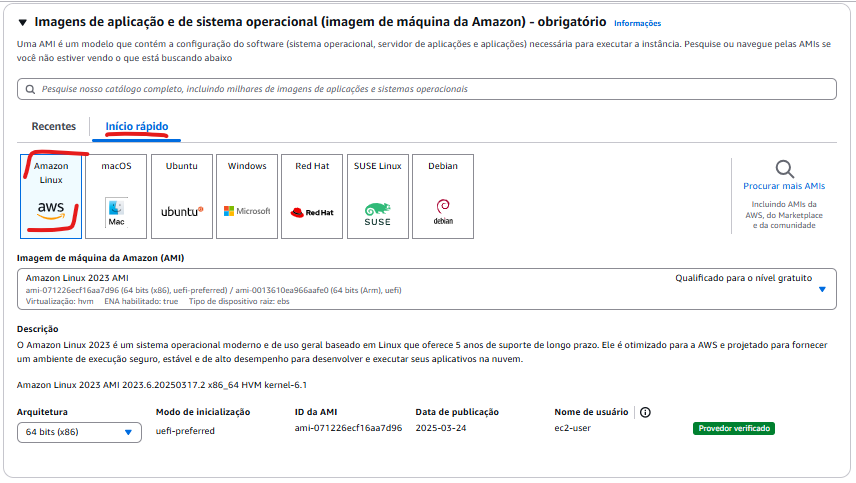 Imagens de aplicação e de sistema operacional (imagem de máquina da Amazon) - obrigatório Informações
Uma AMI é um modelo que contém a configuração do software (sistema operacional, servidor de aplicações e aplicações) necessária para executar a instância. Pesquise ou navegue pelas AMIs se
você não estiver vendo o que está buscando abaixo
Pesquise nosso catálogo completo, incluindo milhares de imagens de aplicações e sistemas operacionais
Recentes
Início rápido
Amazon
Linux
aws
macOS
Mac
Ubuntu
ubuntu
Windows
Microsoft
Red Hat
Red Hat
SUSE Linux
SUSE
Debian
debian
Procurar mais AMIs
Incluindo AMIs da
AWS, do Marketplace
e da comunidade
Imagem de máquina da Amazon (AMI)
Amazon Linux 2023 AMI
Qualificado para o nível gratuito
ami-071226ecf16aa7d96 (64 bits (x86), uefi-preferred) / ami-0013610ea966aafe0 (64 bits (Arm), uefi)
Virtualização: hvm ENA habilitado: true Tipo de dispositivo raiz: ebs
Descrição
O Amazon Linux 2023 é um sistema operacional moderno e de uso geral baseado em Linux que oferece 5 anos de suporte de longo prazo. Ele é otimizado para a AWS e projetado para fornecer
um ambiente de execução seguro, estável e de alto desempenho para desenvolver e executar seus aplicativos na nuvem.
Amazon Linux 2023 AMI 2023.6.20250317.2 x86_64 HVM kernel-6.1
Arquitetura
64 bits (x86)
Modo de inicialização
uefi-preferred
ID da AMI
ami-071226ecf16aa7d96
Data de publicação
2025-03-24
Nome de usuário
ec2-user
Provedor verificado